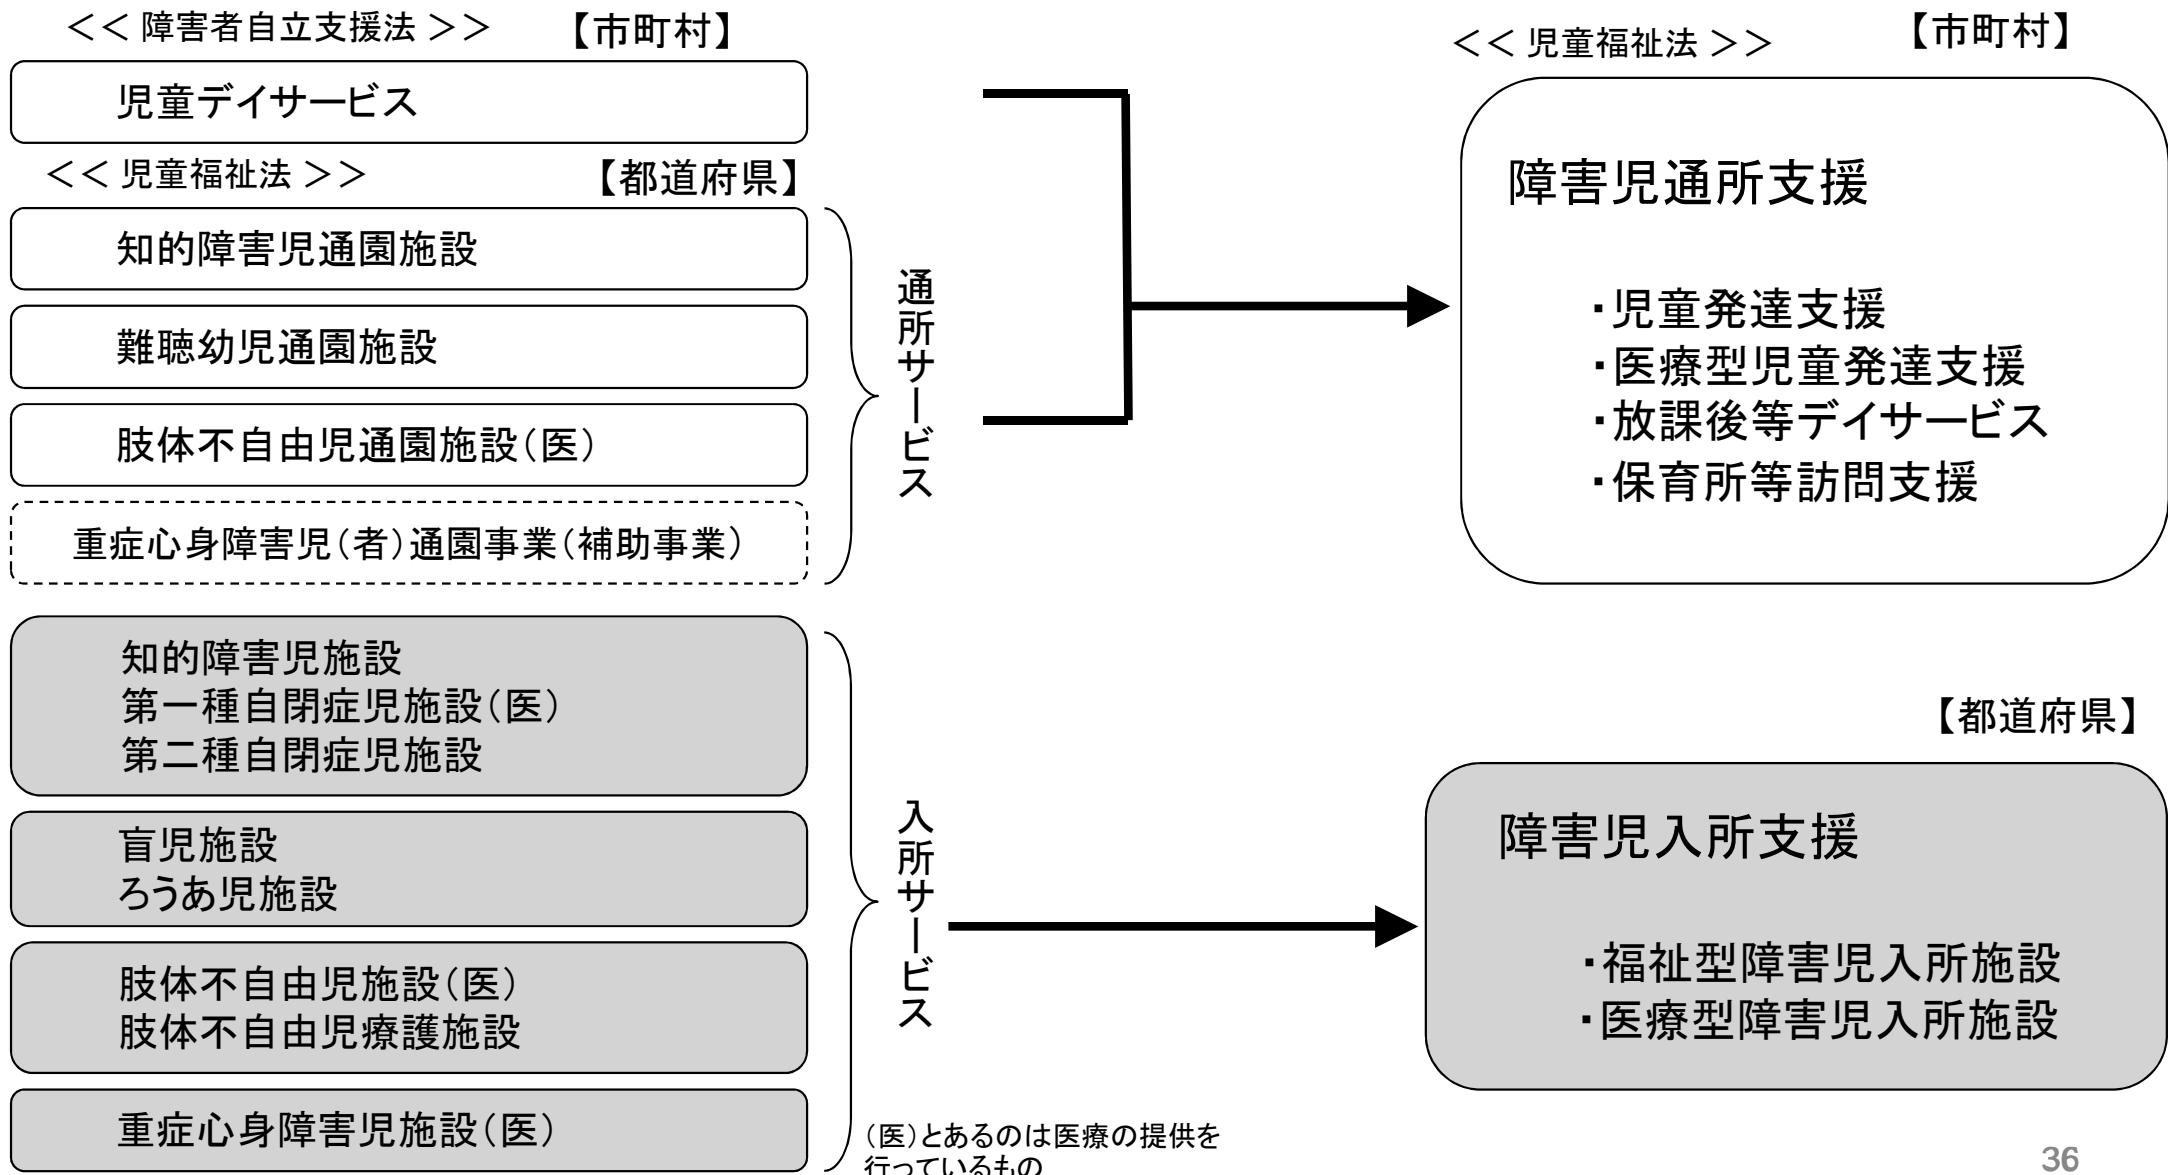 ＜＜ 障害者自立支援法 ＞＞ 【市町村】
児童デイサービス
＜＜ 児童福祉法 ＞＞ 【都道府県】
知的障害児通園施設
難聴幼児通園施設
肢体不自由児通園施設（医）
重症心身障害児（者）通園事業（補助事業）
通所サービス
知的障害児施設
第一種自閉症児施設（医）
第二種自閉症児施設
盲児施設
ろうあ児施設
肢体不自由児施設（医）
肢体不自由児療護施設
重症心身障害児施設（医）
入所サービス
（医）とあるのは医療の提供を
行っているもの
＜＜ 児童福祉法 ＞＞ 【市町村】
障害児通所支援
・児童発達支援
・医療型児童発達支援
・放課後等デイサービス
・保育所等訪問支援
【都道府県】
障害児入所支援
・福祉型障害児入所施設
・医療型障害児入所施設
36